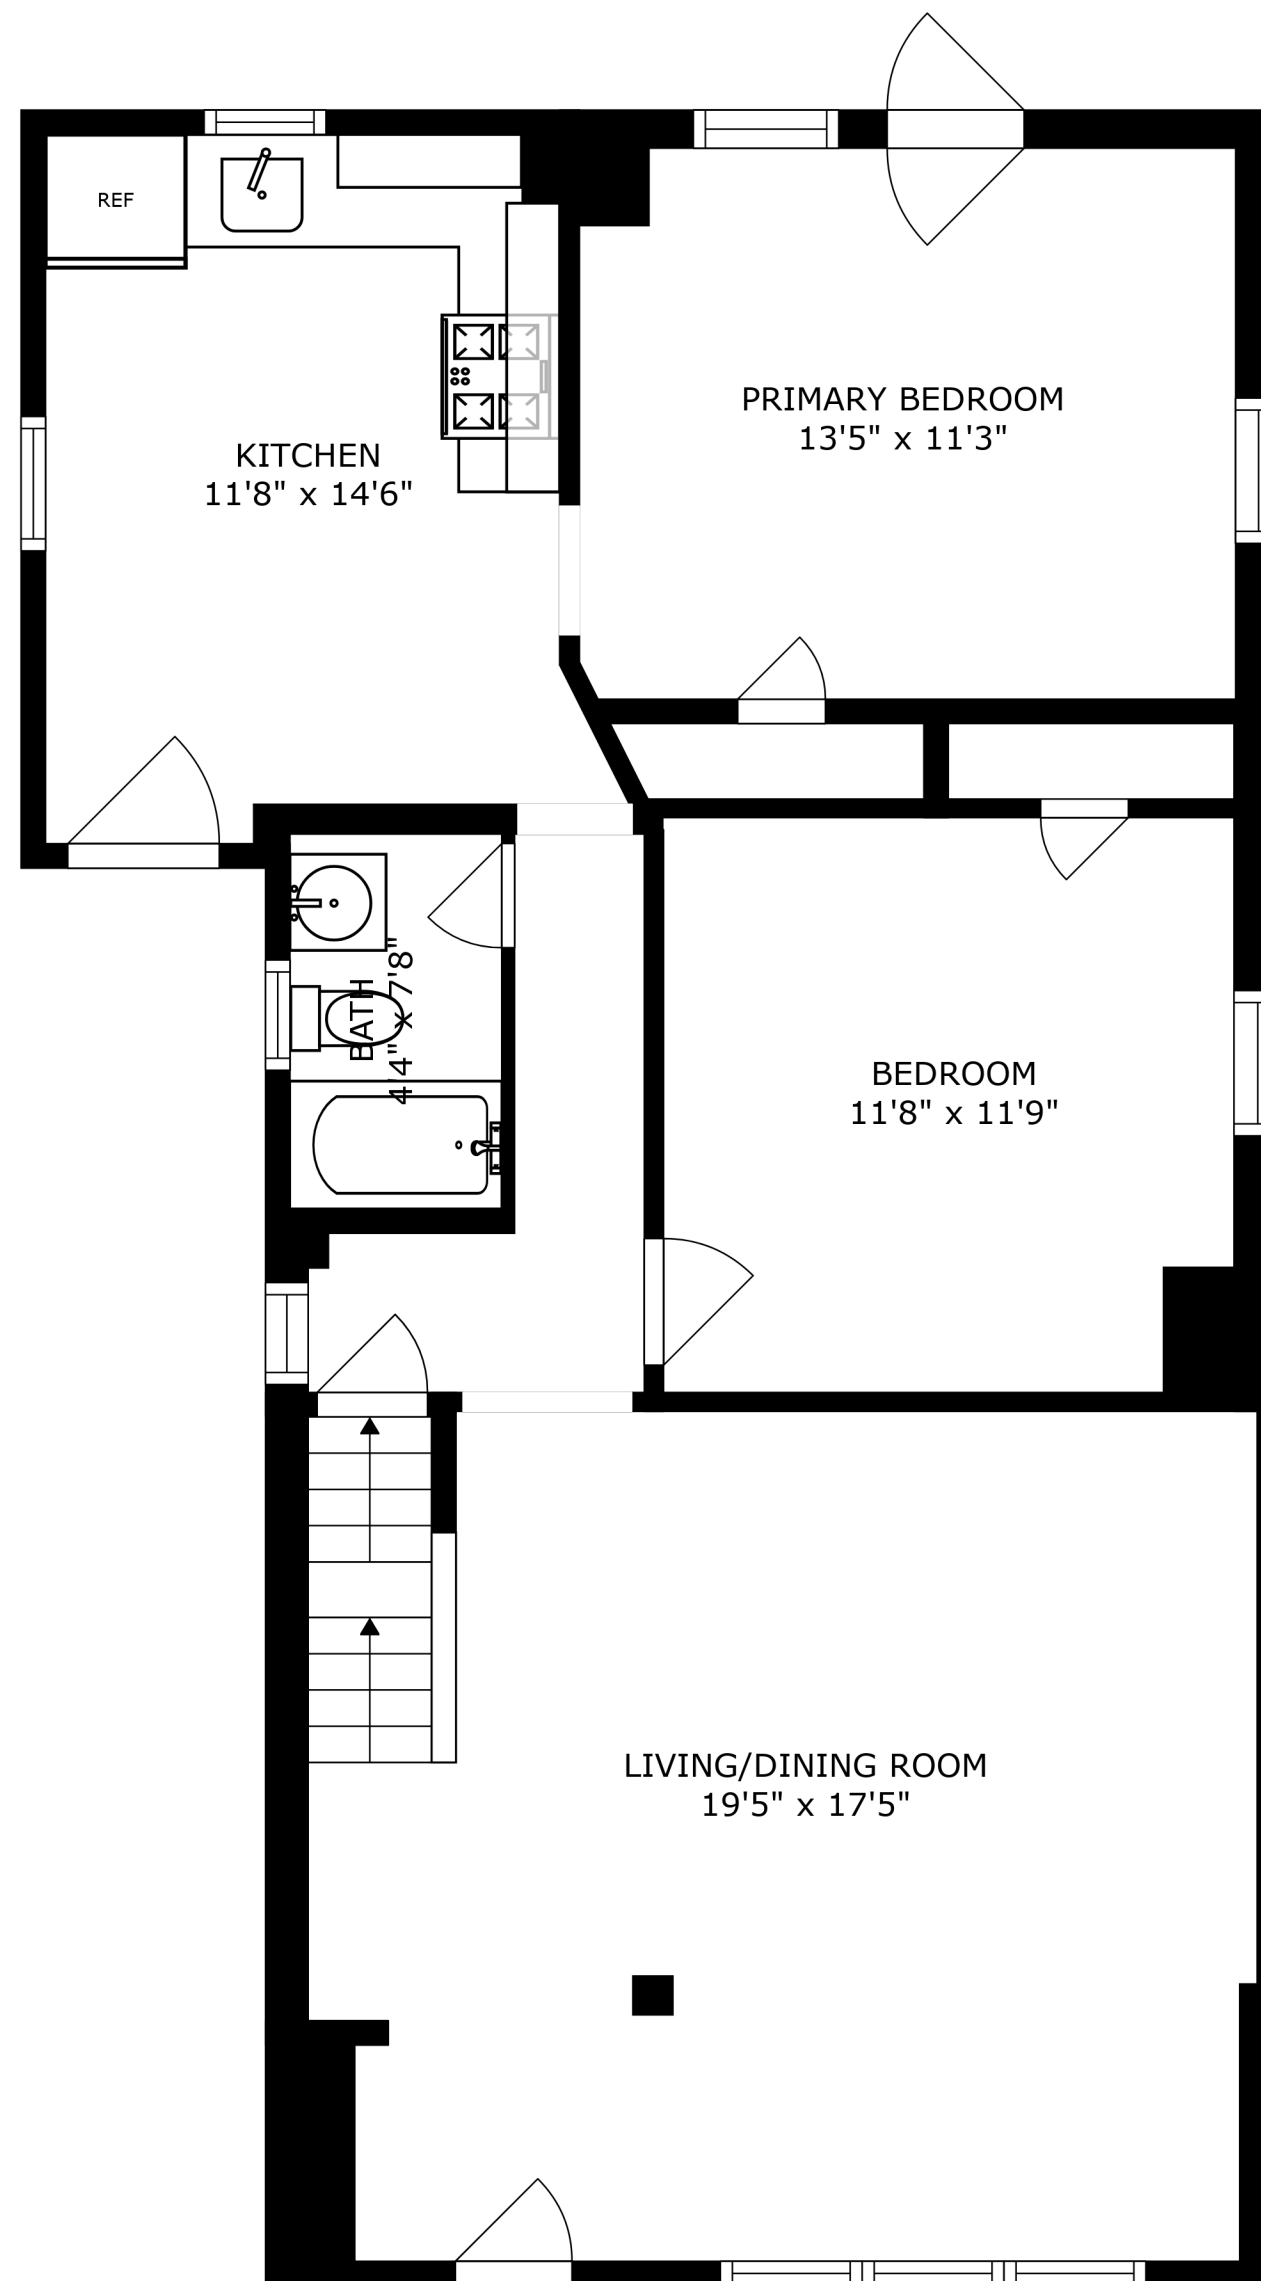 REF
PRIMARY BEDROOM
13'5" x 11'3"
KITCHEN
11'8" x 14'6"
BATH
4'4" x 7'8"
BEDROOM
11'8" x 11'9"
LIVING/DINING ROOM
19'5" x 17'5"